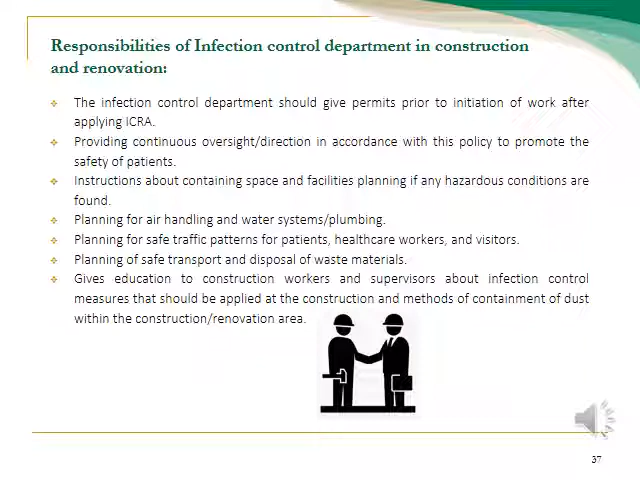 Responsibilities of Infection control department in construction
and renovation:
The infection control department should give permits prior to initiation of work after
applying ICRA.
Providing continuous oversight/direction in accordance with this policy to promote the
safety of patients.
Instructions about containing space and facilities planning if any hazardous conditions are
found.
Planning for air handling and water systems/plumbing.
Planning for safe traffic patterns for patients, healthcare workers, and visitors.
Planning of safe transport and disposal of waste materials.
Gives education to construction workers and supervisors about infection control
measures that should be applied at the construction and methods of containment of dust
within the construction/renovation area.
37